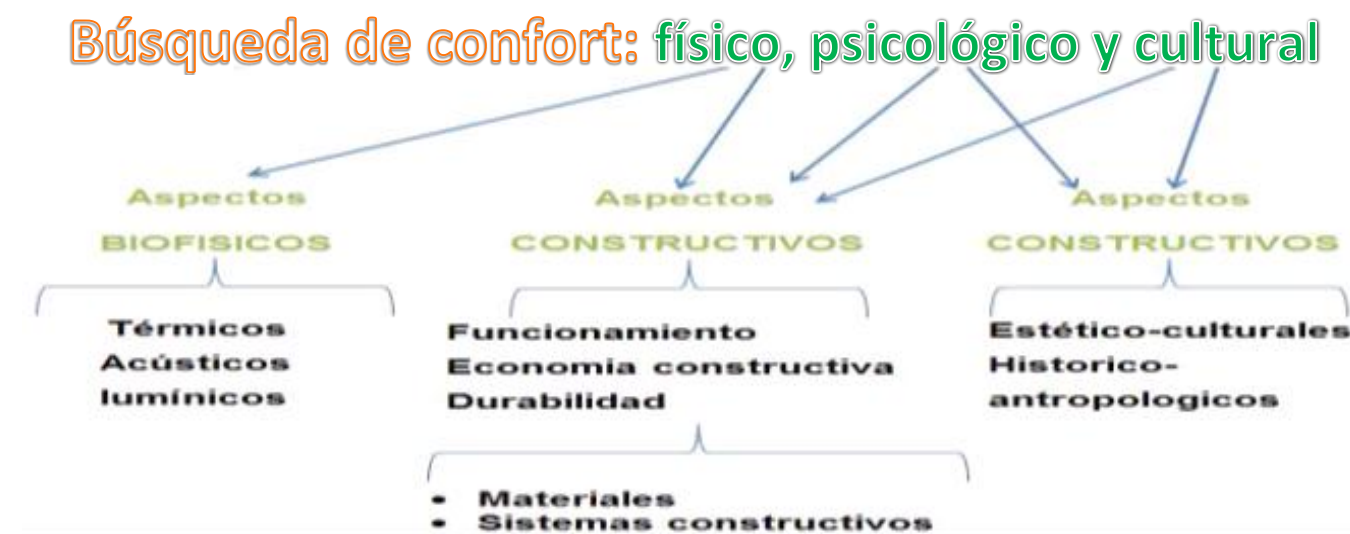 Búsqueda de confort: físico, psicológico y cultural
Aspectos
BIOFISICOS
Térmicos
Acústicos
lumínicos
Aspectos
CONSTRUCTIVOS
Funcionamiento
Economia constructiva
Durabilidad
• Materiales
• Sistemas constructivos
Aspectos
CONSTRUCTIVOS
Estético-culturales
Historico-
antropologicos